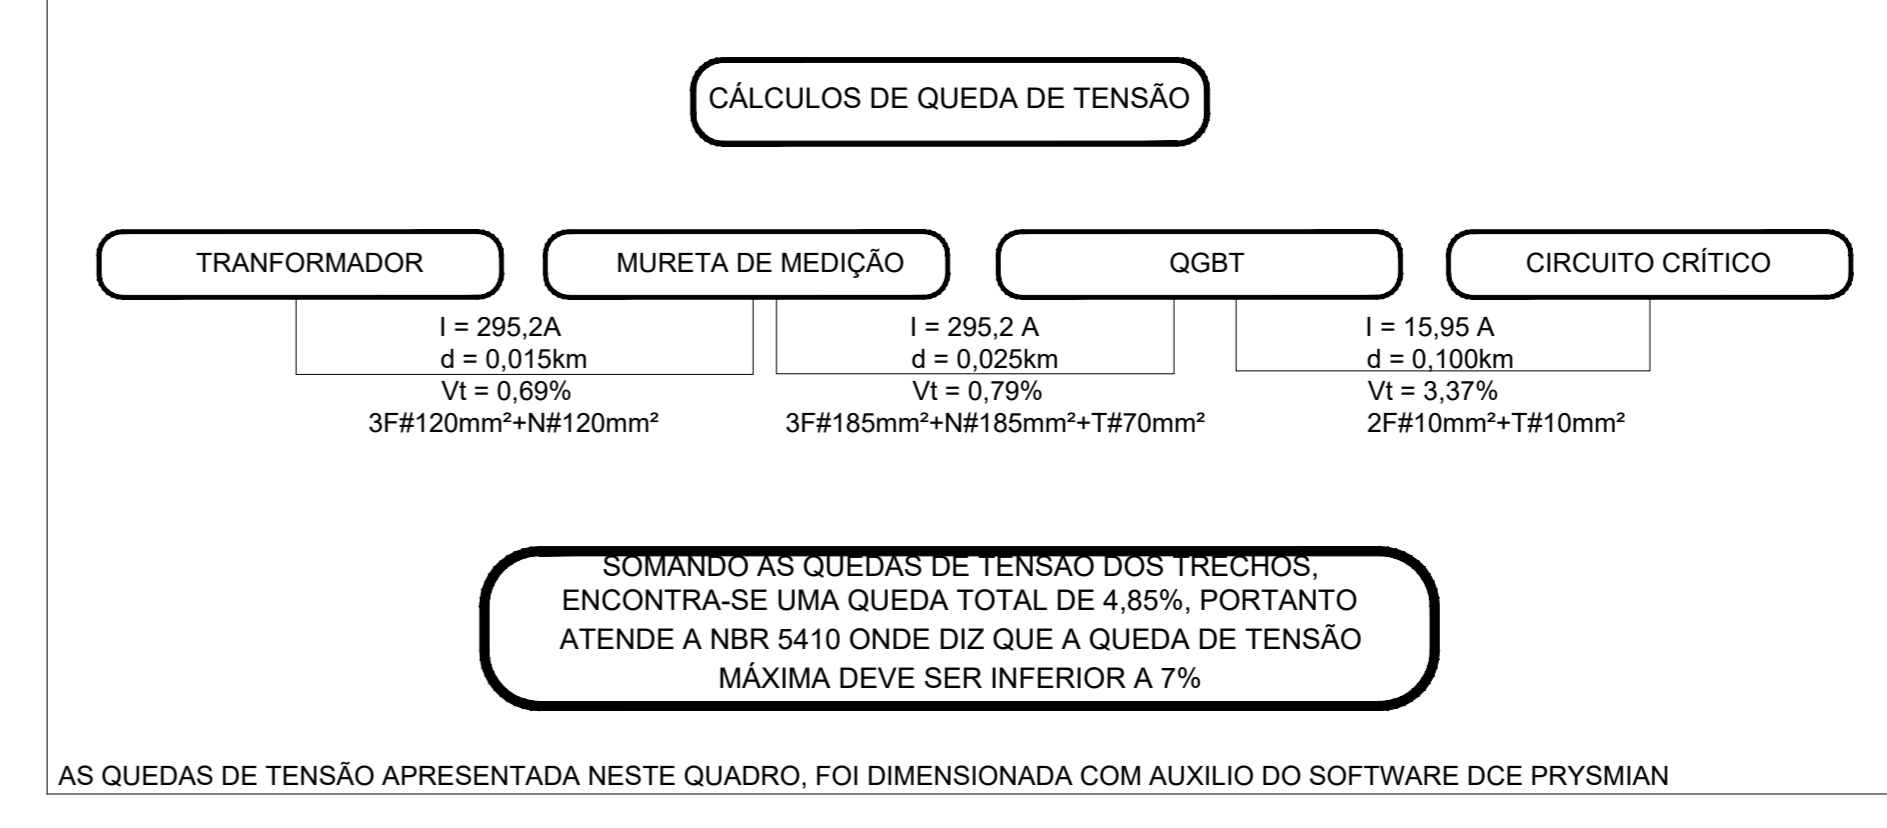 CÁLCULOS DE QUEDA DE TENSÃO
TRANFORMADOR
MURETA DE MEDIÇÃO
QGBT
CIRCUITO CRÍTICO
I = 295,2A
d = 0,015km
Vt = 0,69%
3F#120mm²+N#120mm²
I = 295,2 A
d = 0,025km
Vt = 0,79%
3F#185mm²+N#185mm²+T#70mm²
I = 15,95 A
d = 0,100km
Vt = 3,37%
2F#10mm²+T#10mm²
SOMANDO AS QUEDAS DE TENSÃO DOS TRECHOS,
ENCONTRA-SE UMA QUEDA TOTAL DE 4,85%, PORTANTO
ATENDE A NBR 5410 ONDE DIZ QUE A QUEDA DE TENSÃO
MÁXIMA DEVE SER INFERIOR A 7%
AS QUEDAS DE TENSÃO APRESENTADA NESTE QUADRO, FOI DIMENSIONADA COM AUXILIO DO SOFTWARE DCE PRYSMIAN